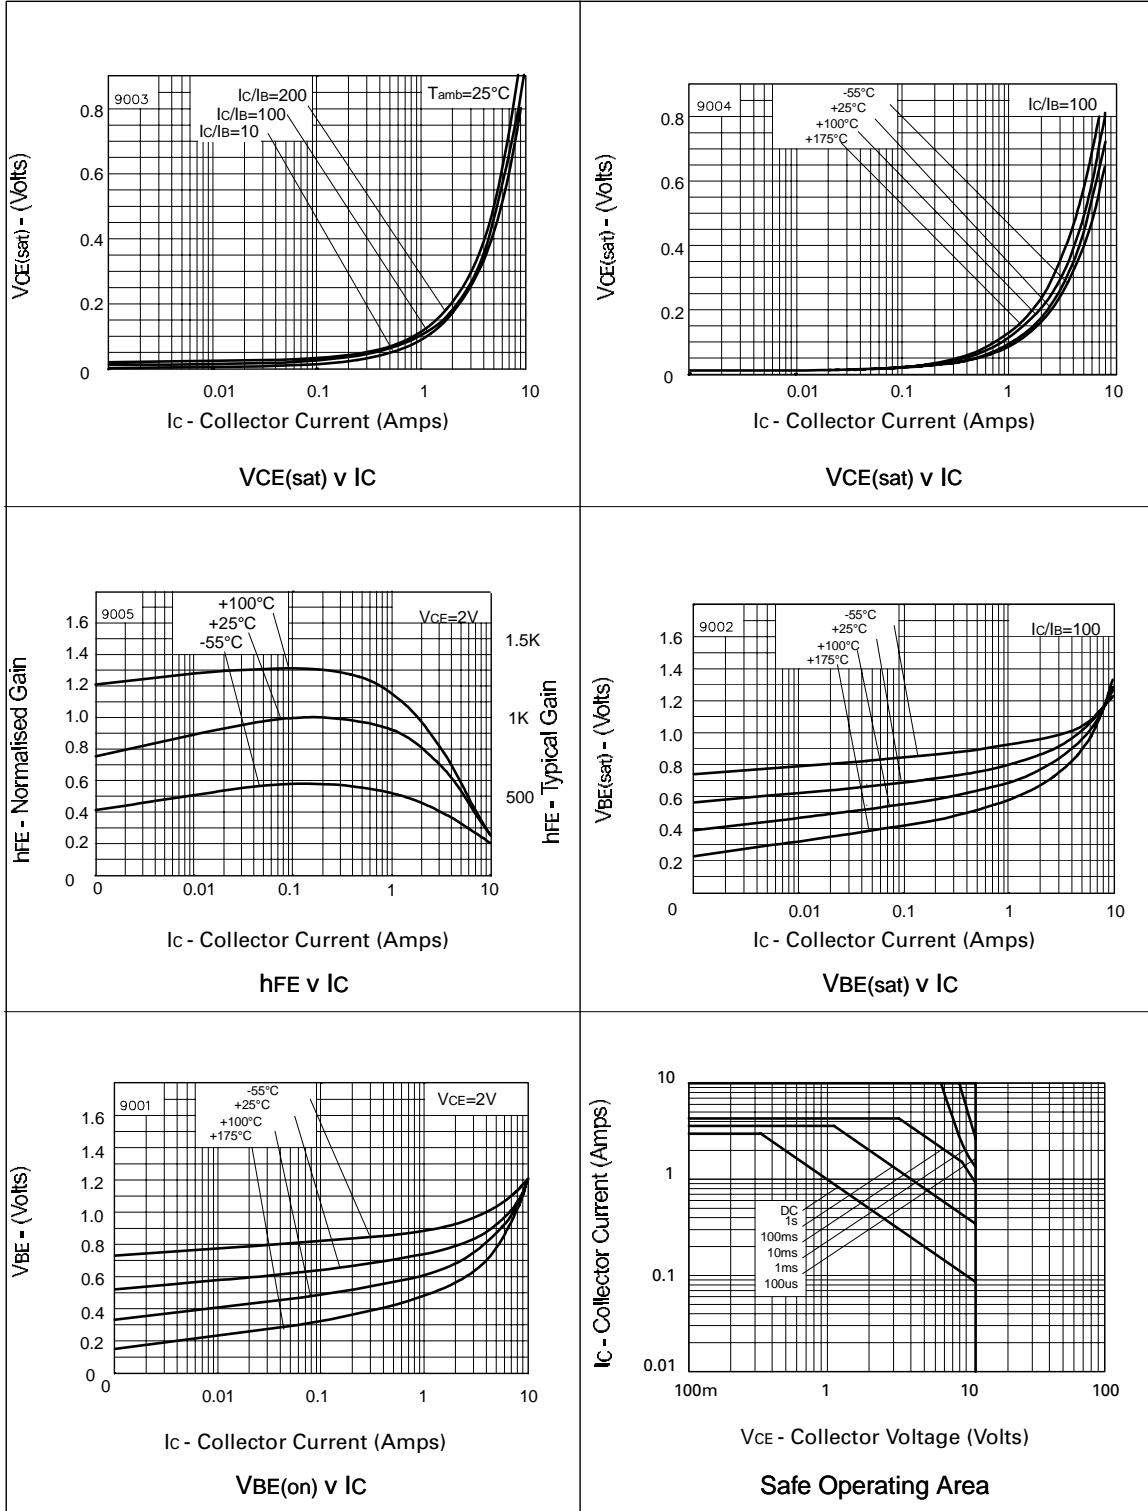 9003
IC/IB=200
IC/IB=100
IC/IB=10
Tamb=25°C
0.8
0.6
0.4
0.2
0
VCE(sat) - (Volts)
0.01 0.1 1 10
IC - Collector Current (Amps)
VCE(sat) v IC
9004
-55°C
+25°C
+100°C
+175°C
IC/IB=100
0.8
0.6
0.4
0.2
0
VCE(sat) - (Volts)
0.01 0.1 1 10
IC - Collector Current (Amps)
VCE(sat) v IC
9005
+100°C
+25°C
-55°C
VCE=2V
1.6
1.4
1.2
1.0
0.8
0.6
0.4
0.2
0
hFE - Normalised Gain
1.5K
1K
500
hFE - Typical Gain
0 0.01 0.1 1 10
IC - Collector Current (Amps)
hFE v IC
9002
-55°C
+25°C
+100°C
+175°C
IC/IB=100
1.6
1.4
1.2
1.0
0.8
0.6
0.4
0.2
0
VBE(sat) - (Volts)
0.01 0.1 1 10
IC - Collector Current (Amps)
VBE(sat) v IC
9001
-55°C
+25°C
+100°C
+175°C
VCE=2V
1.6
1.4
1.2
1.0
0.8
0.6
0.4
0.2
0
VBE - (Volts)
0 0.01 0.1 1 10
IC - Collector Current (Amps)
VBE(on) v IC
10
1
0.1
0.01
IC - Collector Current (Amps)
DC
1s
100ms
10ms
1ms
100us
100m 1 10 100
VCE - Collector Voltage (Volts)
Safe Operating Area